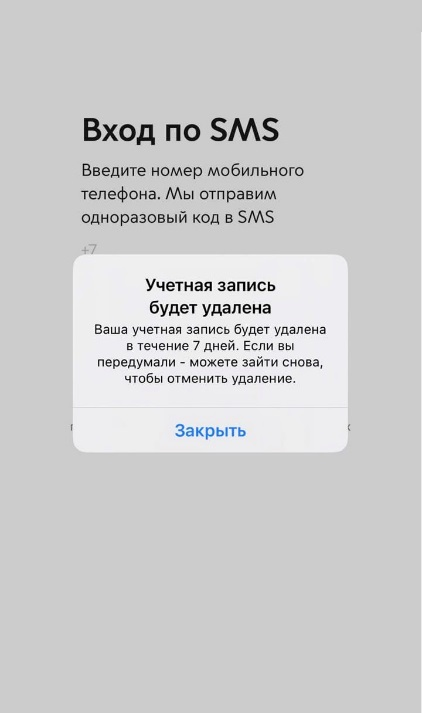 Вход по SMS
Введите номер мобильного
телефона. Мы отправим
одноразовый код в SMS
+7
Учетная запись
будет удалена
Ваша учетная запись будет удалена
в течение 7 дней. Если вы
передумали - можете зайти снова,
чтобы отменить удаление.
Закрыть